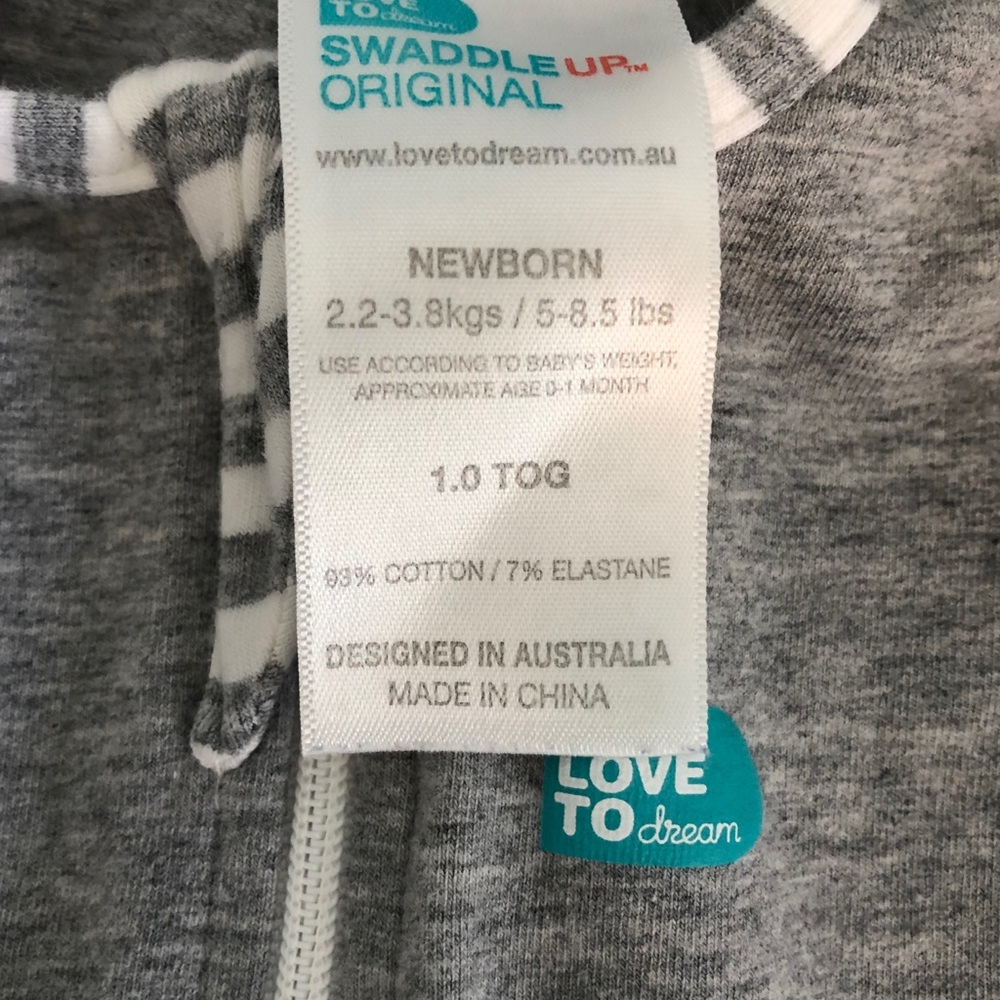 TO dream
SWADDLE UP™
ORIGINAL
www.lovetodream.com.au
NEWBORN
2.2-3.8kgs / 5-8.5 lbs
USE ACCORDING TO BABY'S WEIGHT,
APPROXIMATE AGE 0-1 MONTH
1.0 TOG
93% COTTON / 7% ELASTANE
DESIGNED IN AUSTRALIA
MADE IN CHINA
LOVE
TO dream